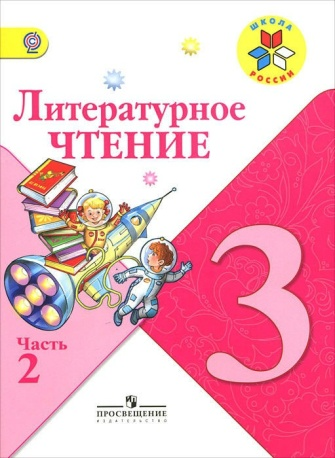 ШКОЛА
РОССИИ
Литературное
ЧТЕНИЕ
3
Часть
2
ПРОСВЕЩЕНИЕ
ИЗДАТЕЛЬСТВО